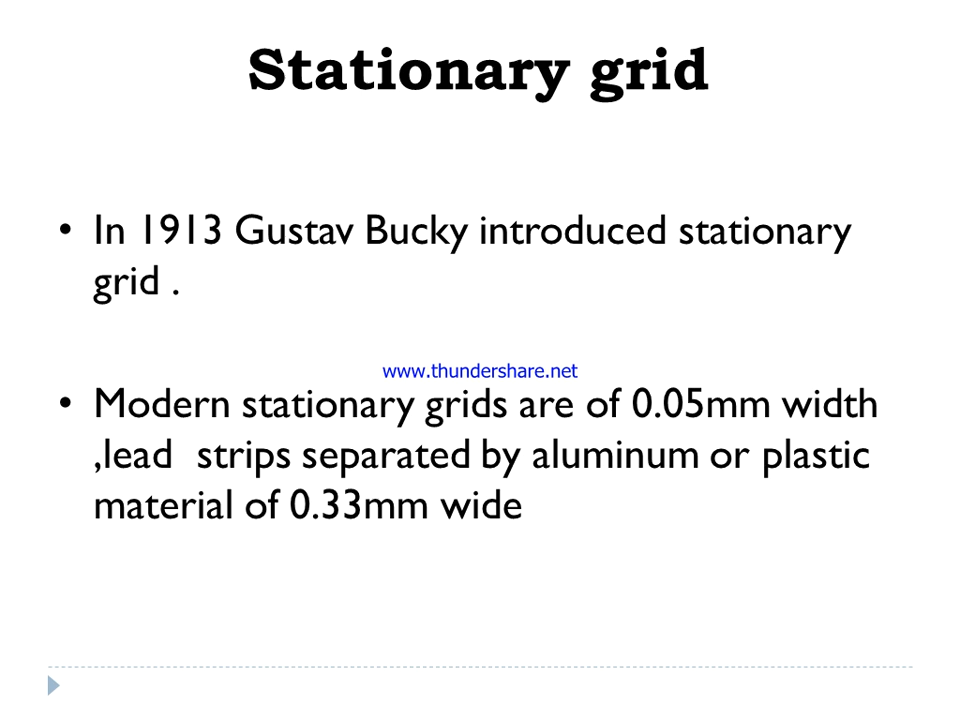 Stationary grid
• In 1913 Gustav Bucky introduced stationary
grid .
www.thundershare.net
• Modern stationary grids are of 0.05mm width
,lead  strips separated by aluminum or plastic
material of 0.33mm wide